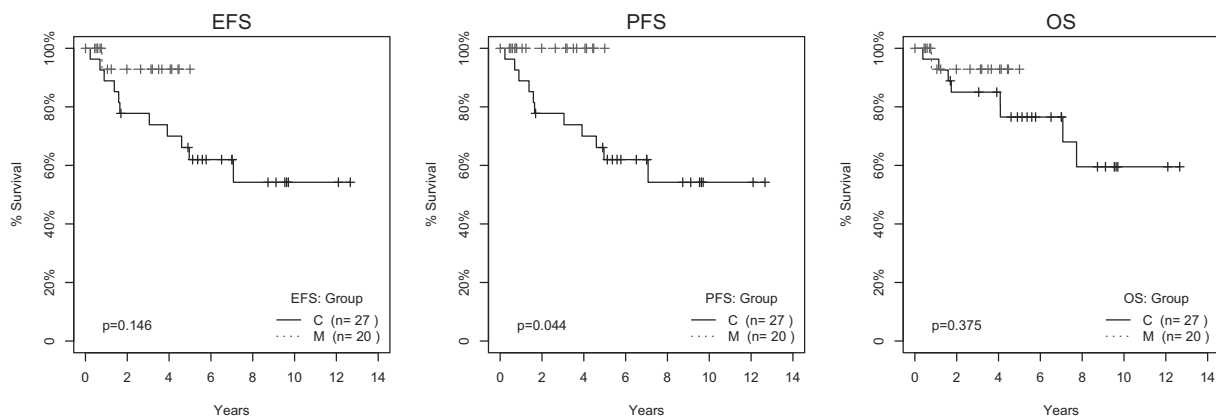 EFS
% Survival
100%
80%
60%
40%
20%
0
p=0.146
EFS: Group
C (n= 27 )
M (n= 20 )
0 2 4 6 8 10 12 14
Years
PFS
% Survival
100%
80%
60%
40%
20%
0
p=0.044
PFS: Group
C (n= 27 )
M (n= 20 )
0 2 4 6 8 10 12 14
Years
OS
% Survival
100%
80%
60%
40%
20%
0
p=0.375
OS: Group
C (n= 27 )
M (n= 20 )
0 2 4 6 8 10 12 14
Years